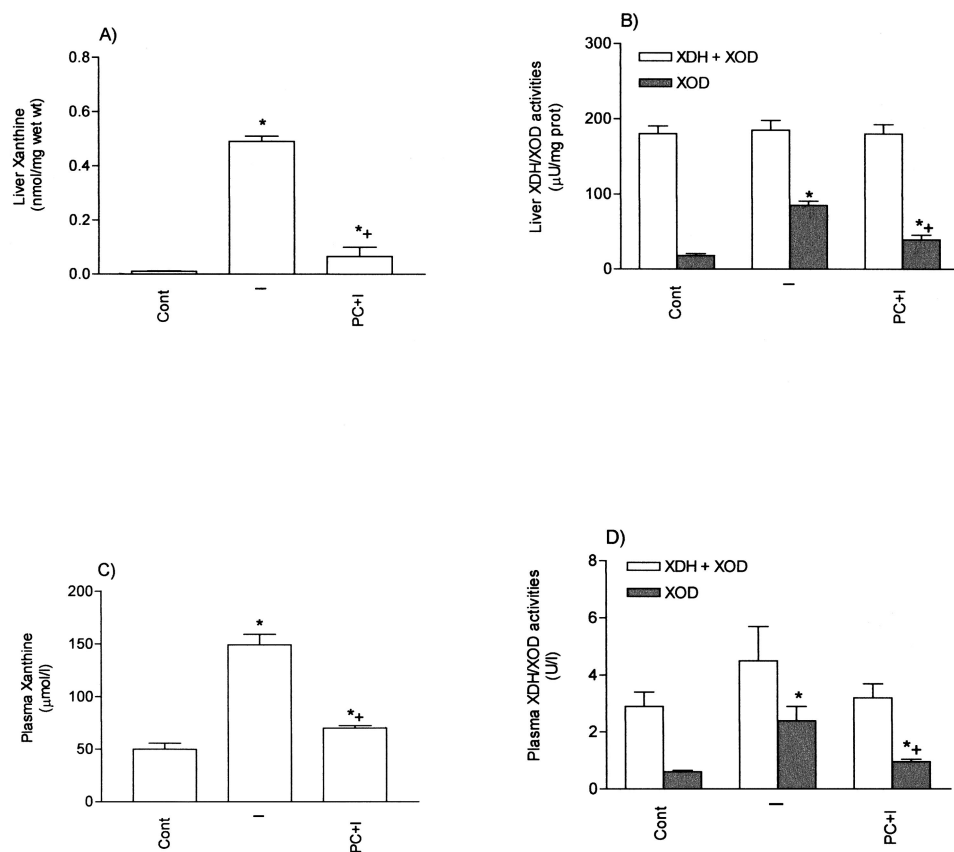 A)
Liver Xanthine
(nmol/mg wet wt)
0.8
0.6
0.4
0.2
0.0
*
*+
Cont
I
PC+I
B)
Liver XDH/XOD activities
(μU/mg prot)
300
200
100
0
XDH + XOD
XOD
*
*+
Cont
I
PC+I
C)
Plasma Xanthine
(μmol/l)
200
150
100
50
0
*
*+
Cont
I
PC+I
D)
Plasma XDH/XOD activities
(U/l)
8
6
4
2
0
XDH + XOD
XOD
*
*+
Cont
I
PC+I